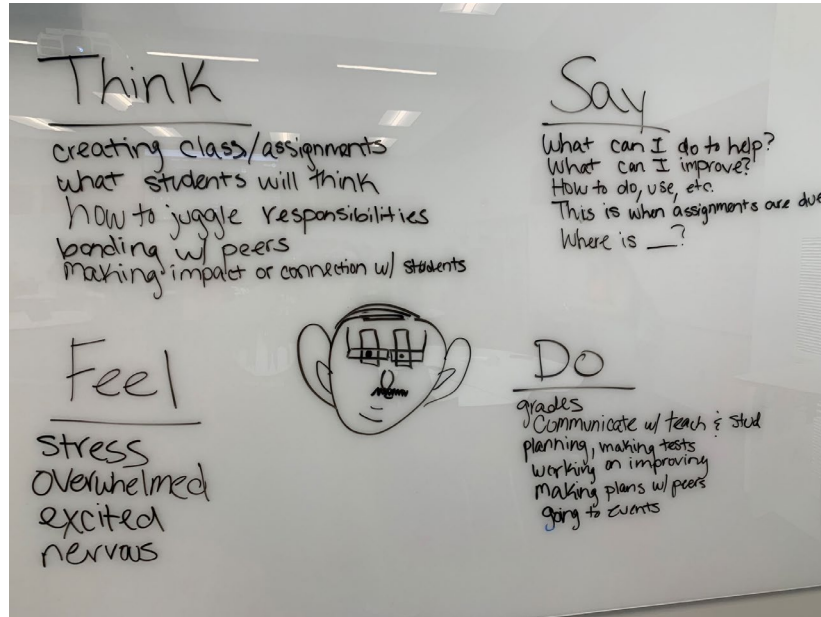 Think
creating class/assignments
what students will think
how to juggle responsibilities
bonding w/ peers
making impact or connection w/ students
Say
What can I do to help?
What can I improve?
How to do, use, etc.
This is when assignments are due
Where is __?
Feel
stress
overwhelmed
excited
nervous
Do
grades
Communicate w/ teach & stud
planning, making tests
working on improving
making plans w/ peers
going to events